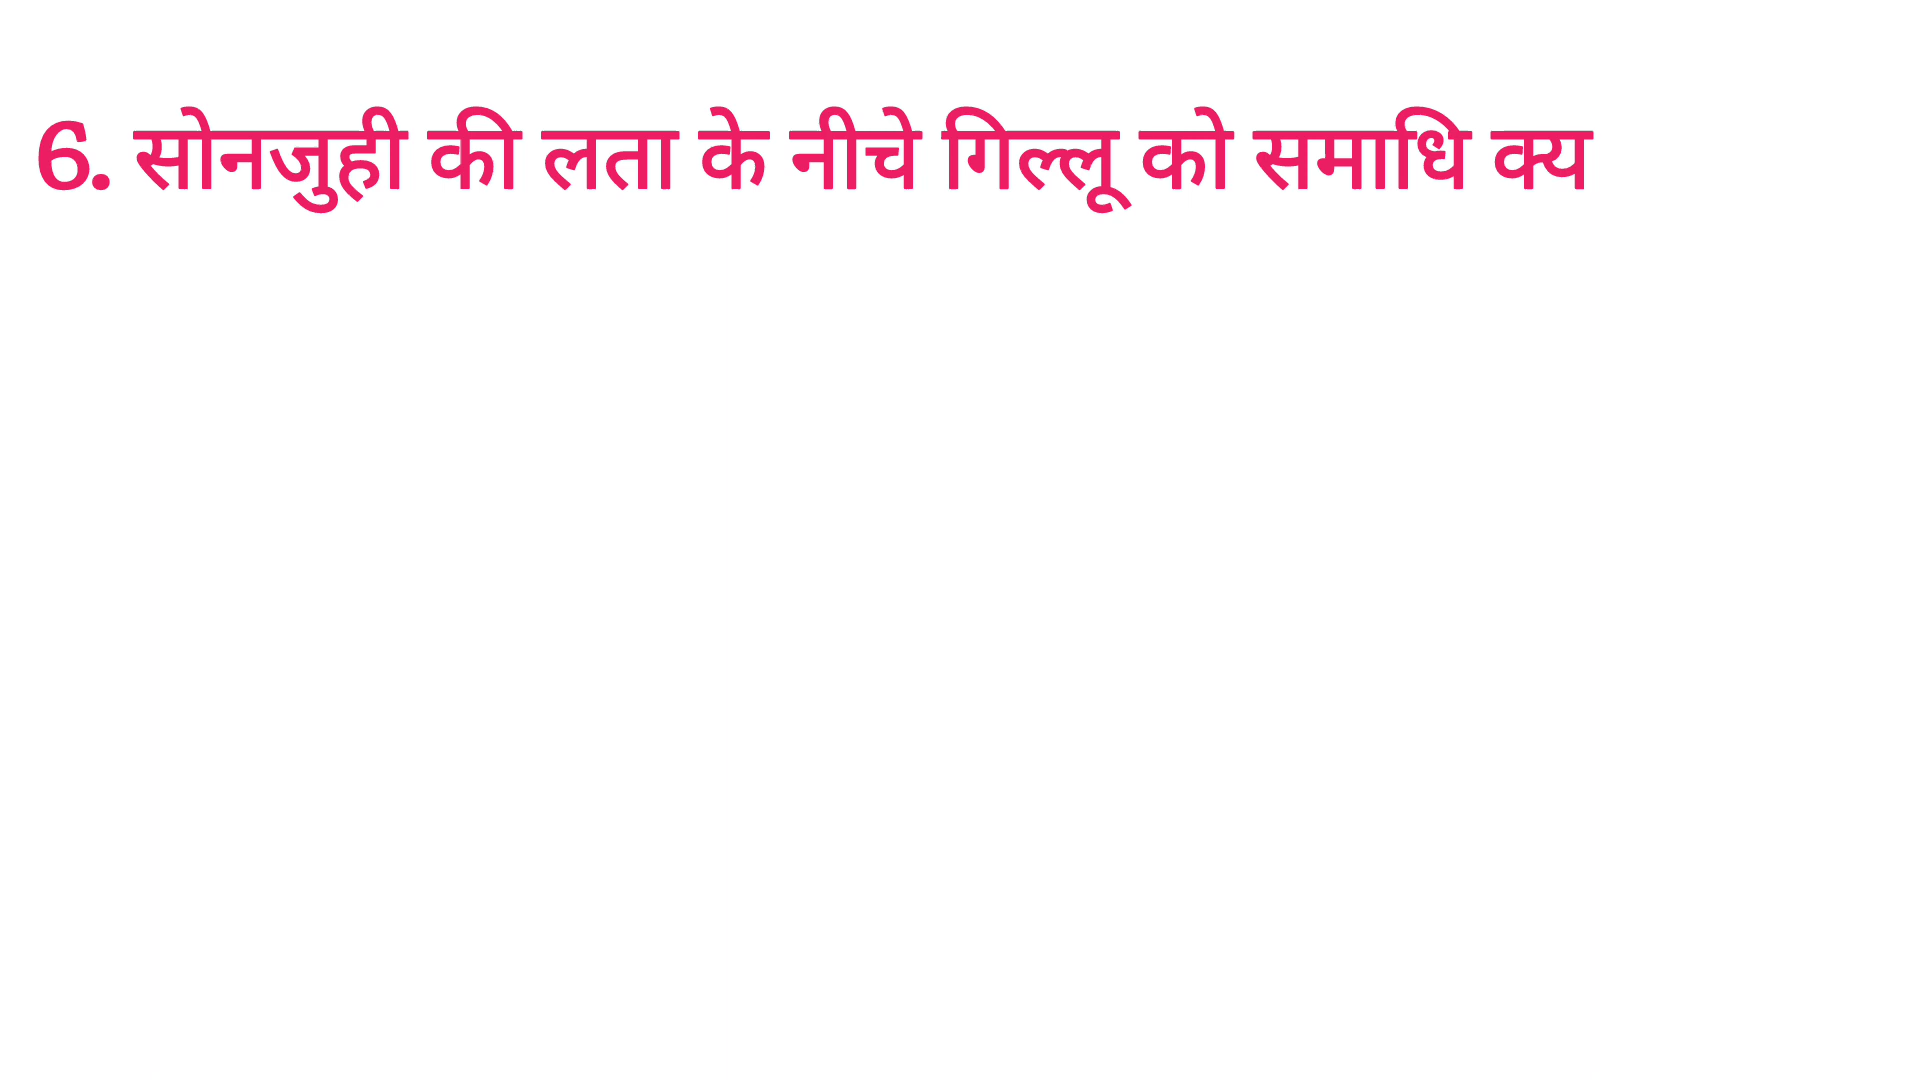 6. सोनजुही की लता के नीचे गिल्लू को समाधि क्य